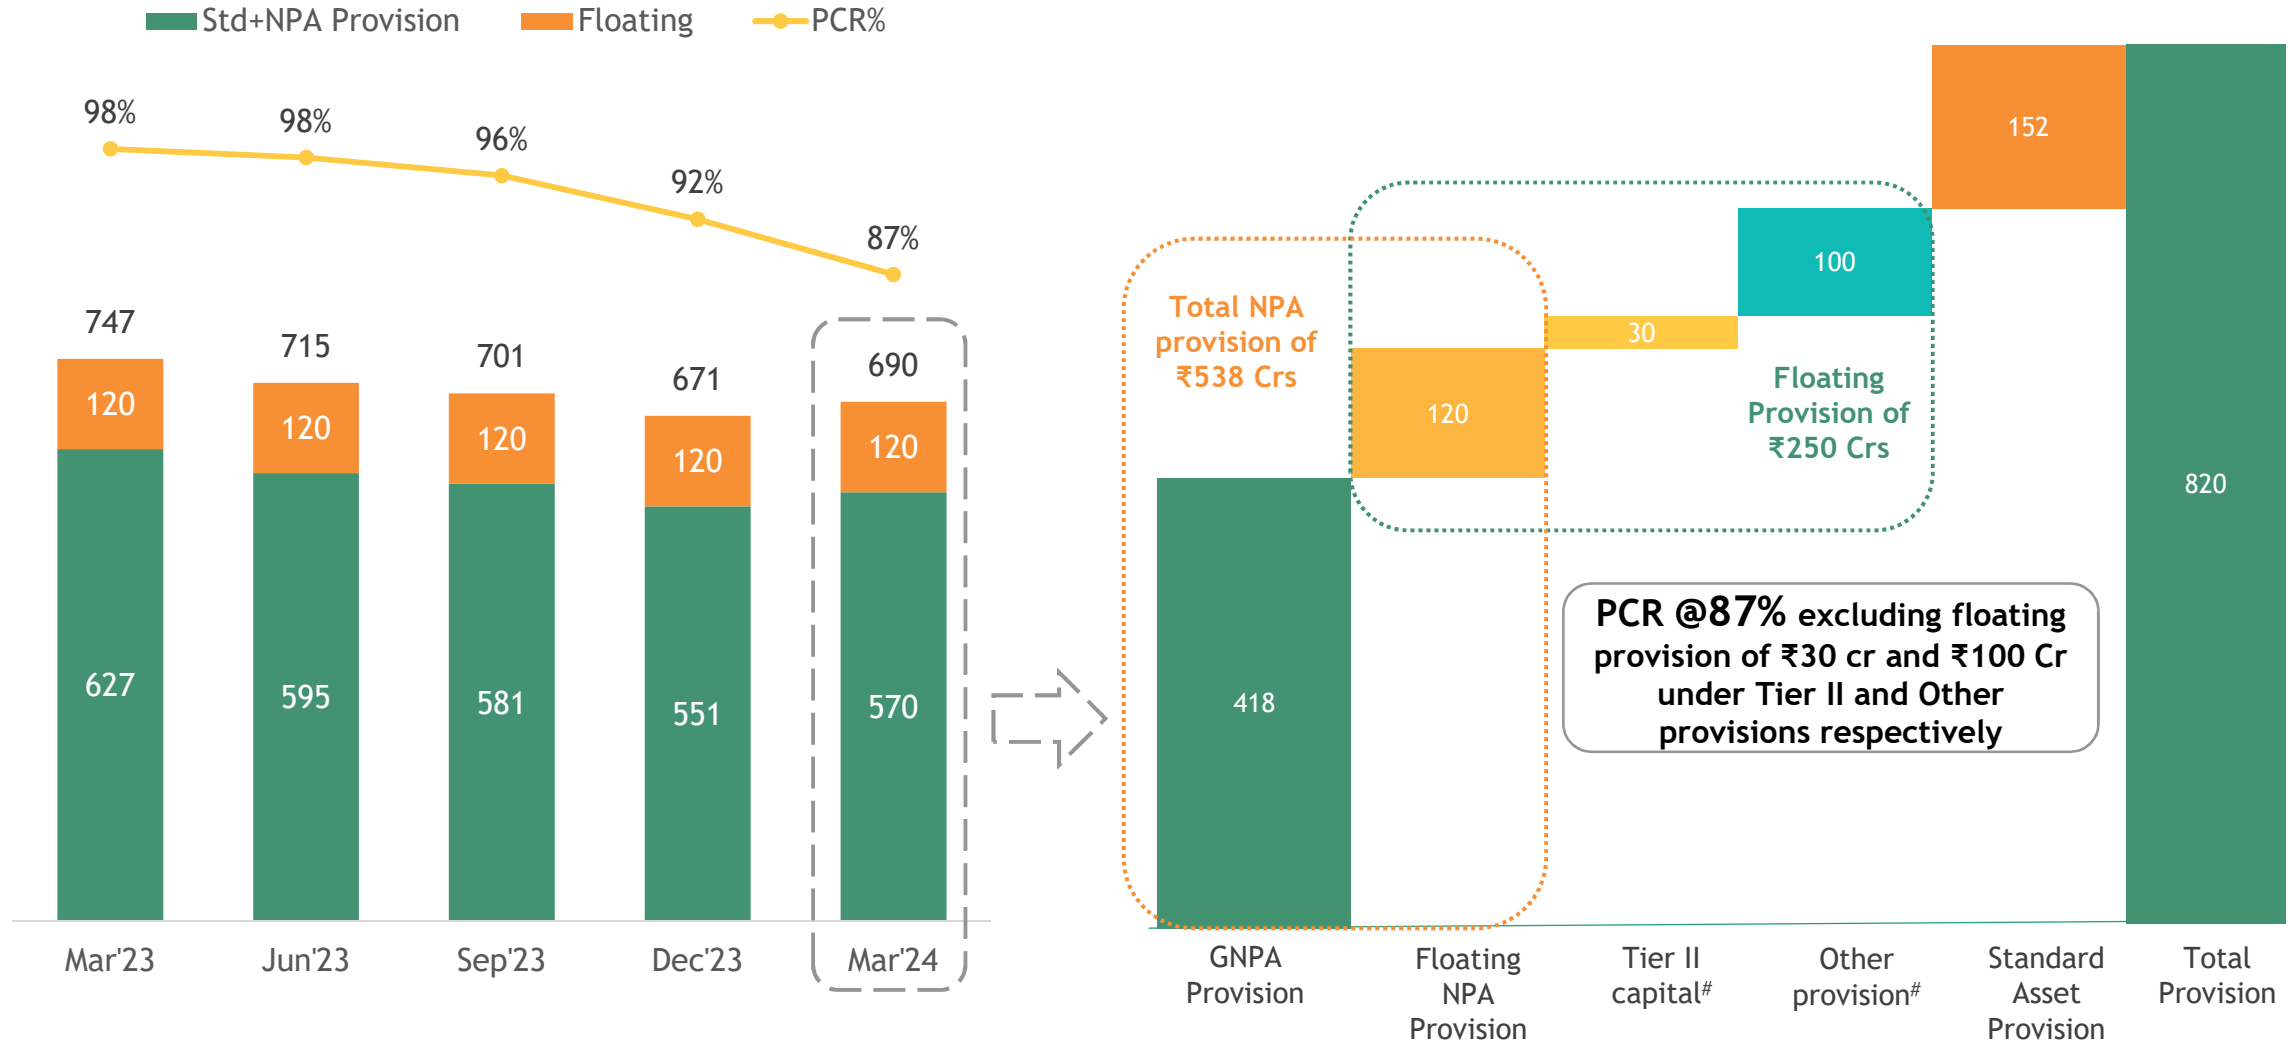 Std+NPA Provision Floating PCR%
98%
98%
96%
92%
87%
747
715
701
671
690
120
120
120
120
120
627
595
581
551
570
Mar'23 Jun'23 Sep'23 Dec'23 Mar'24
Total NPA
provision of
₹538 Crs
Floating
Provision of
₹250 Crs
418
120
30
100
152
820
PCR @87% excluding floating
provision of ₹30 cr and ₹100 Cr
under Tier II and Other
provisions respectively
GNPA
Provision
Floating
NPA
Provision
Tier II
capital#
Other
provision#
Standard
Asset
Provision
Total
Provision